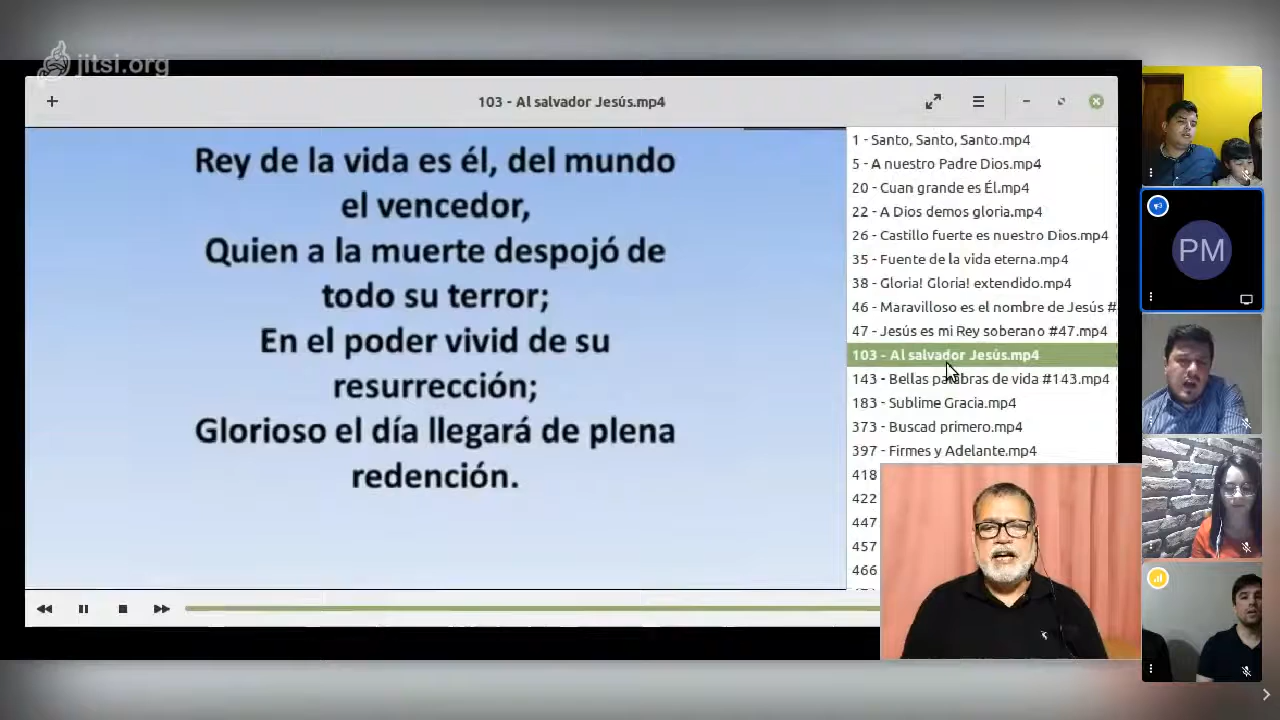 jitsi.org
103 - Al salvador Jesús.mp4
Rey de la vida es él, del mundo
el vencedor,
Quien a la muerte despojó de
todo su terror;
En el poder vivid de su
resurrección;
Glorioso el día llegará de plena
redención.
1 - Santo, Santo, Santo.mp4
5 - A nuestro Padre Dios.mp4
20 - Cuan grande es Él.mp4
22 - A Dios demos gloria.mp4
26 - Castillo fuerte es nuestro Dios.mp4
35 - Fuente de la vida eterna.mp4
38 - Gloria! Gloria! extendido.mp4
46 - Maravilloso es el nombre de Jesús #
47 - Jesús es mi Rey soberano #47.mp4
103 - Al salvador Jesús.mp4
143 - Bellas palabras de vida #143.mp4
183 - Sublime Gracia.mp4
373 - Buscad primero.mp4
397 - Firmes y Adelante.mp4
418
422
447
457
466
PM